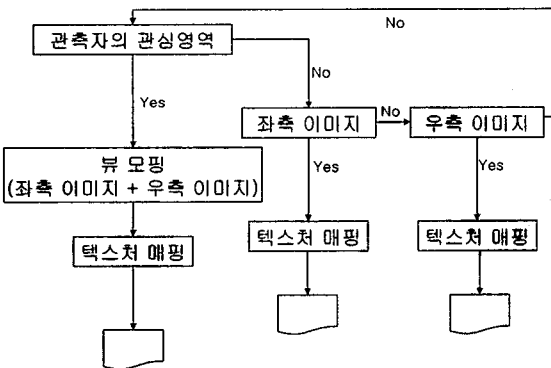 No
관측자의 관심영역
No
Yes
좌측 이미지
No
우측 이미지
뷰 모핑
(좌측 이미지 + 우측 이미지)
Yes
Yes
텍스처 매핑
텍스처 매핑
텍스처 매핑